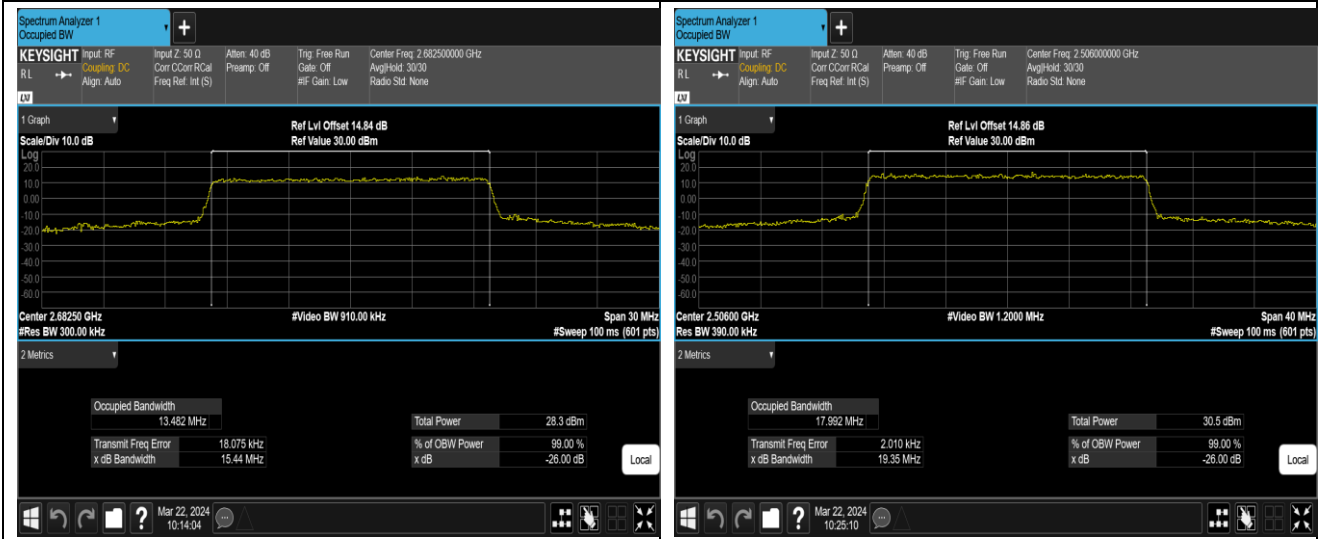 Spectrum Analyzer 1
Occupied BW
+
KEYSIGHT Input: RF Input Z: 50 Ω Atten: 40 dB Trig: Free Run Center Freq: 2.682500000 GHz
RL Coupling: DC Corr CCorr RCal Preamp: Off Gate: Off Avg|Hold: 30/30
Align: Auto Freq Ref: Int (S) #IF Gain: Low Radio Std: None
LXI
1 Graph
Ref Lvl Offset 14.84 dB
Scale/Div 10.0 dB Ref Value 30.00 dBm
Log
20.0
10.0
0.00
-10.0
-20.0
-30.0
-40.0
-50.0
-60.0
Center 2.68250 GHz #Video BW 910.00 kHz Span 30 MHz
#Res BW 300.00 kHz #Sweep 100 ms (601 pts)
2 Metrics
Occupied Bandwidth
13.482 MHz Total Power 28.3 dBm
Transmit Freq Error 18.075 kHz % of OBW Power 99.00 %
x dB Bandwidth 15.44 MHz x dB -26.00 dB
Local
? Mar 22, 2024
10:14:04
Spectrum Analyzer 1
Occupied BW
+
KEYSIGHT Input: RF Input Z: 50 Ω Atten: 40 dB Trig: Free Run Center Freq: 2.506000000 GHz
RL Coupling: DC Corr CCorr RCal Preamp: Off Gate: Off Avg|Hold: 30/30
Align: Auto Freq Ref: Int (S) #IF Gain: Low Radio Std: None
LXI
1 Graph
Ref Lvl Offset 14.86 dB
Scale/Div 10.0 dB Ref Value 30.00 dBm
Log
20.0
10.0
0.00
-10.0
-20.0
-30.0
-40.0
-50.0
-60.0
Center 2.50600 GHz #Video BW 1.2000 MHz Span 40 MHz
Res BW 390.00 kHz #Sweep 100 ms (601 pts)
2 Metrics
Occupied Bandwidth
17.992 MHz Total Power 30.5 dBm
Transmit Freq Error 2.010 kHz % of OBW Power 99.00 %
x dB Bandwidth 19.35 MHz x dB -26.00 dB
Local
? Mar 22, 2024
10:25:10